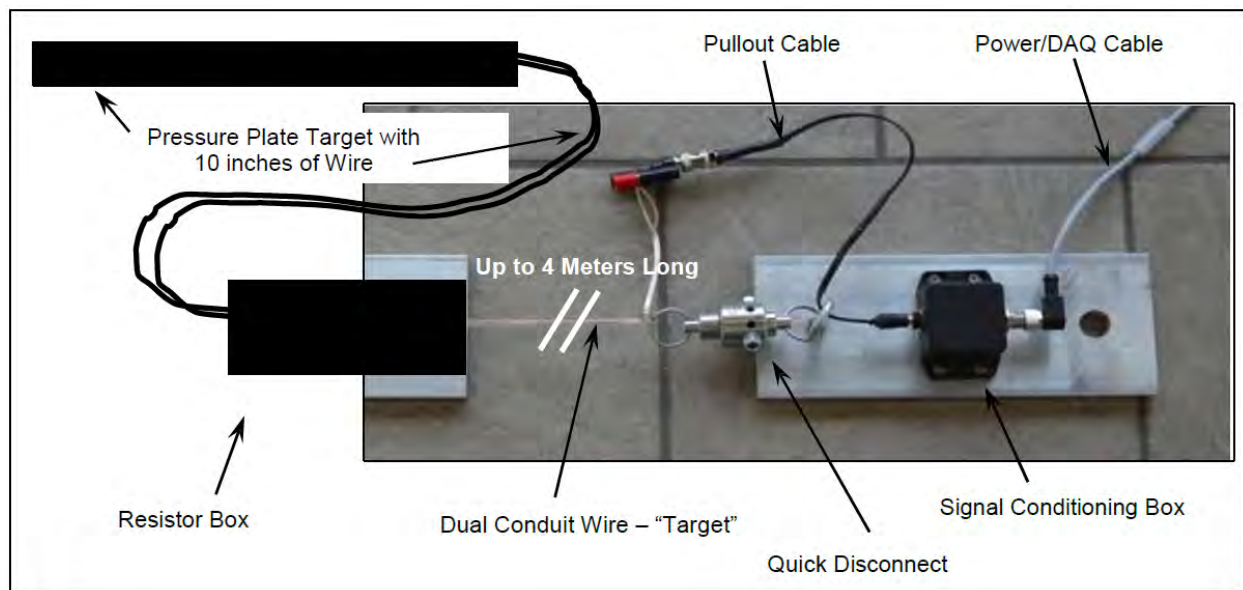 Pullout Cable
Power/DAQ Cable
Pressure Plate Target with
10 inches of Wire
Up to 4 Meters Long
Resistor Box
Dual Conduit Wire – “Target”
Signal Conditioning Box
Quick Disconnect